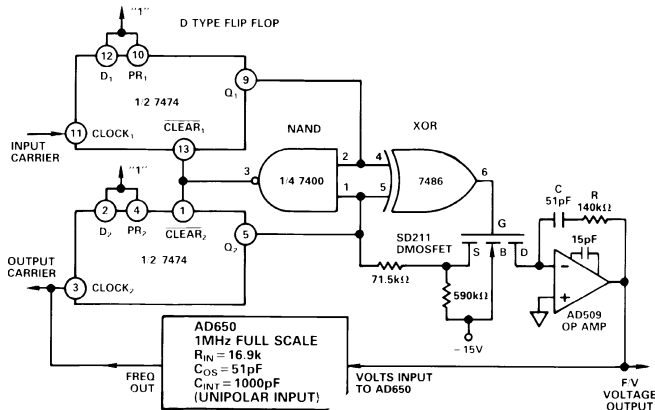 "1"
D TYPE FLIP FLOP
12
10
D1
PR1
9
Q1
1/2 7474
11
CLOCK1
CLEAR1
INPUT
CARRIER
13
NAND
XOR
3
1/4 7400
2
1
4
5
7486
6
"1"
2
4
1
D2
PR2
CLEAR2
5
Q2
1/2 7474
OUTPUT
CARRIER
3
CLOCK2
SD211
DMOSFET
G
S
B
D
71.5kΩ
590kΩ
–15V
C
51pF
R
140kΩ
15pF
–
+
AD509
OP AMP
AD650
1MHz FULL SCALE
RIN = 16.9k
COS = 51pF
CINT = 1000pF
(UNIPOLAR INPUT)
FREQ
OUT
VOLTS INPUT
TO AD650
F/V
VOLTAGE
OUTPUT